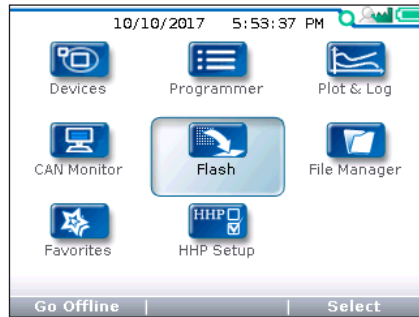 10/10/2017 5:53:37 PM
Devices Programmer Plot & Log
CAN Monitor Flash File Manager
HHP
Favorites HHP Setup
Go Offline Select